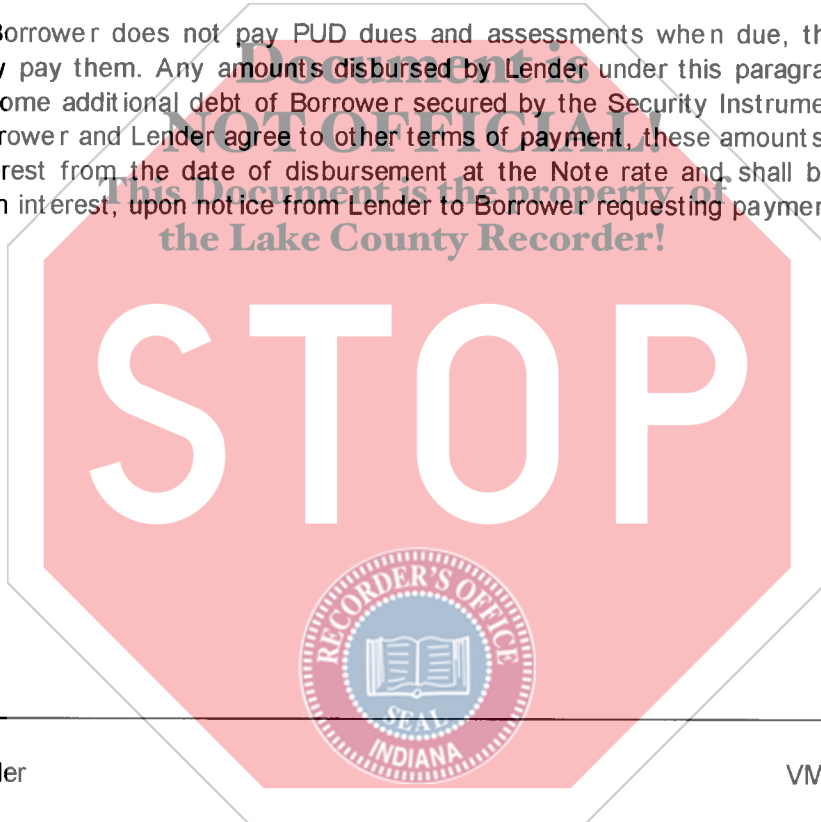 Borrower does not pay PUD dues and assessments when due, th
y pay them. Any amounts disbursed by Lender under this paragra
ome additional debt of Borrower secured by the Security Instrume
rower and Lender agree to other terms of payment, these amounts
rest from the date of disbursement at the Note rate and shall b
n interest, upon notice from Lender to Borrower requesting paymen
Document is
NOT OFFICIAL!
This Document is the property of
the Lake County Recorder!
STOP
RECORDER'S OFFICE
SEAL
INDIANA
der
VM